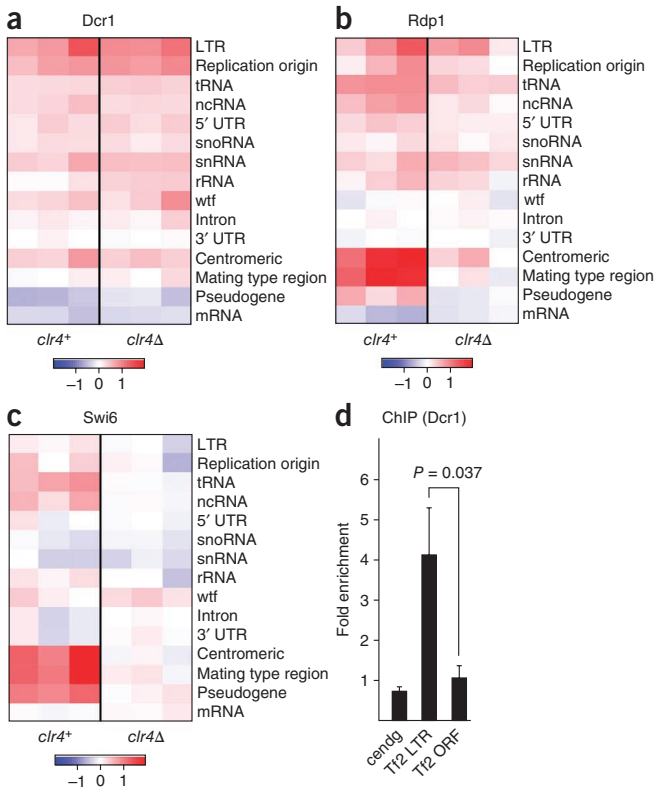 a
Dcr1
LTR
Replication origin
tRNA
ncRNA
5′ UTR
snoRNA
snRNA
rRNA
wtf
Intron
3′ UTR
Centromeric
Mating type region
Pseudogene
mRNA
clr4+ clr4Δ
−1 0 1
b
Rdp1
LTR
Replication origin
tRNA
ncRNA
5′ UTR
snoRNA
snRNA
rRNA
wtf
Intron
3′ UTR
Centromeric
Mating type region
Pseudogene
mRNA
clr4+ clr4Δ
−1 0 1
c
Swi6
LTR
Replication origin
tRNA
ncRNA
5′ UTR
snoRNA
snRNA
rRNA
wtf
Intron
3′ UTR
Centromeric
Mating type region
Pseudogene
mRNA
clr4+ clr4Δ
−1 0 1
d
ChIP (Dcr1)
P = 0.037
Fold enrichment
6
5
4
3
2
1
cendg
Tf2 LTR
Tf2 ORF